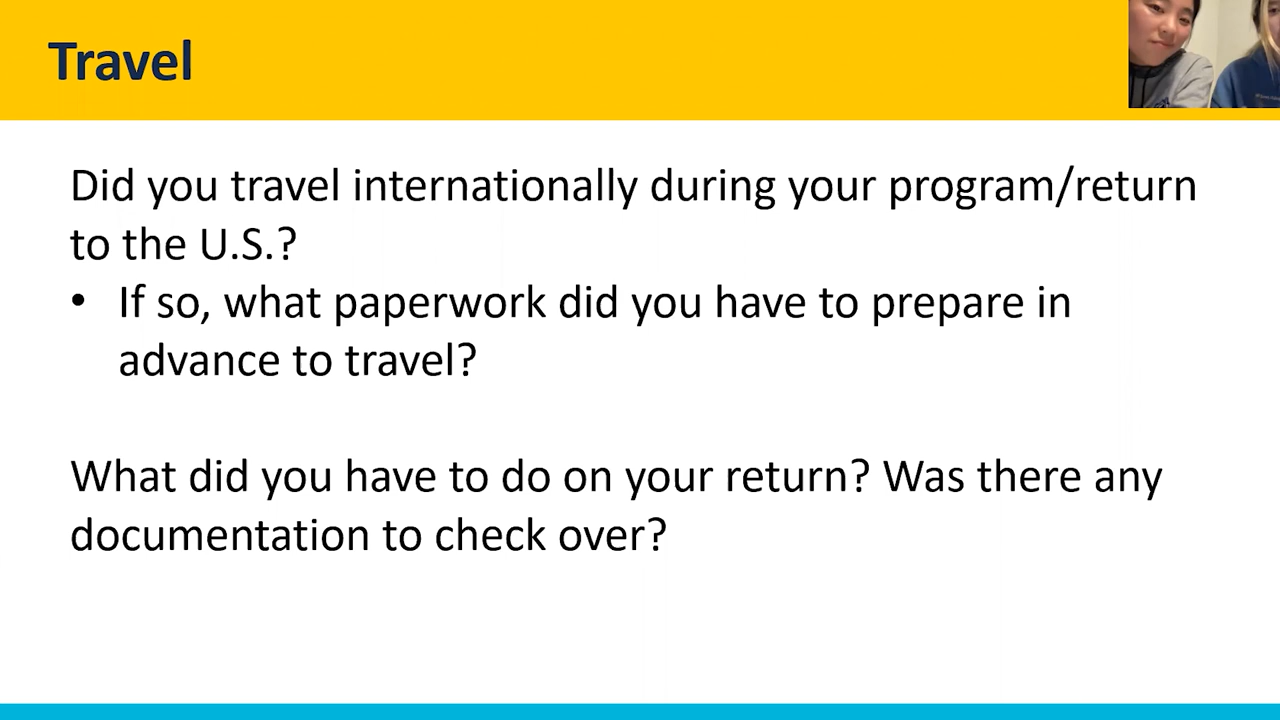 Travel
Did you travel internationally during your program/return
to the U.S.?
• If so, what paperwork did you have to prepare in
advance to travel?
What did you have to do on your return? Was there any
documentation to check over?